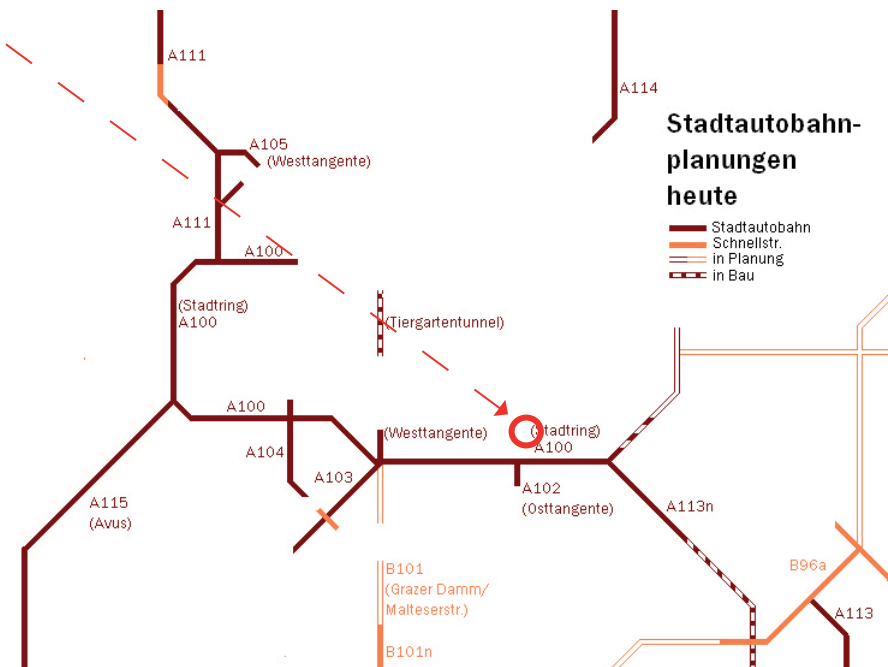 A111
A114
Stadtautobahn-
planungen
heute
A105
(Westtangente)
A111
Stadtautobahn
Schnellstr.
in Planung
in Bau
A100
(Stadtring)
A100
(Tiergartentunnel)
A100
(Westtangente)
(Stadtring)
A100
A104
A103
A102
(Osttangente)
A115
(Avus)
A113n
B101
(Grazer Damm/
Malteserstr.)
B96a
A113
B101n